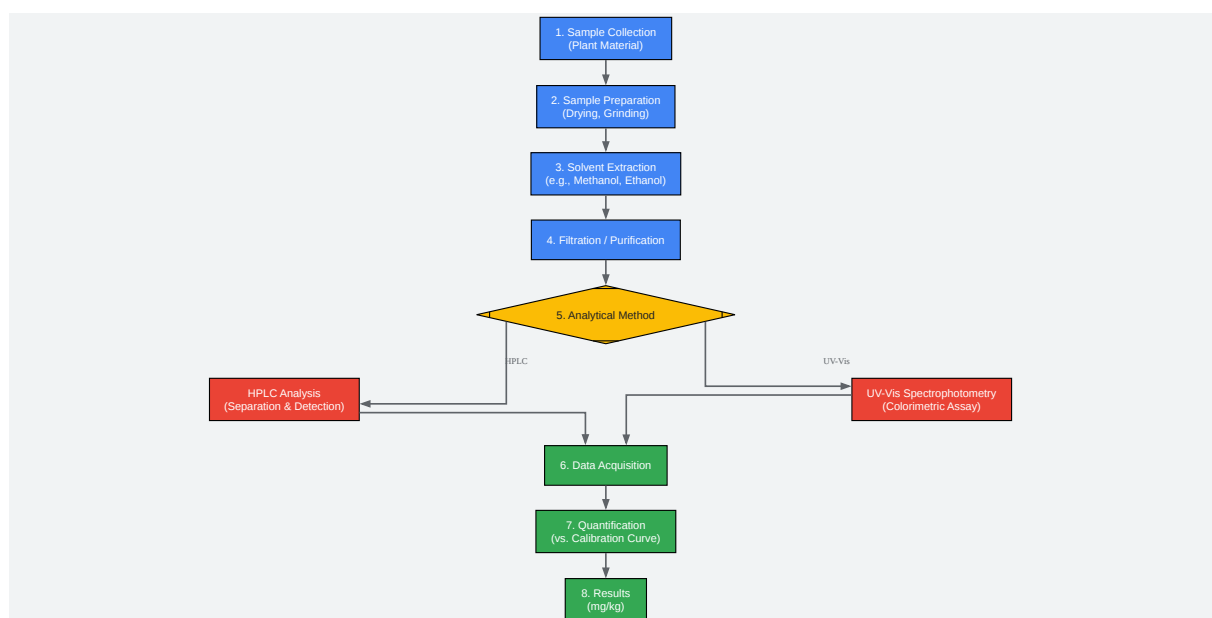 1. Sample Collection
(Plant Material)
2. Sample Preparation
(Drying, Grinding)
3. Solvent Extraction
(e.g., Methanol, Ethanol)
4. Filtration / Purification
5. Analytical Method
HPLC
UV-Vis
HPLC Analysis
(Separation & Detection)
UV-Vis Spectrophotometry
(Colorimetric Assay)
6. Data Acquisition
7. Quantification
(vs. Calibration Curve)
8. Results
(mg/kg)